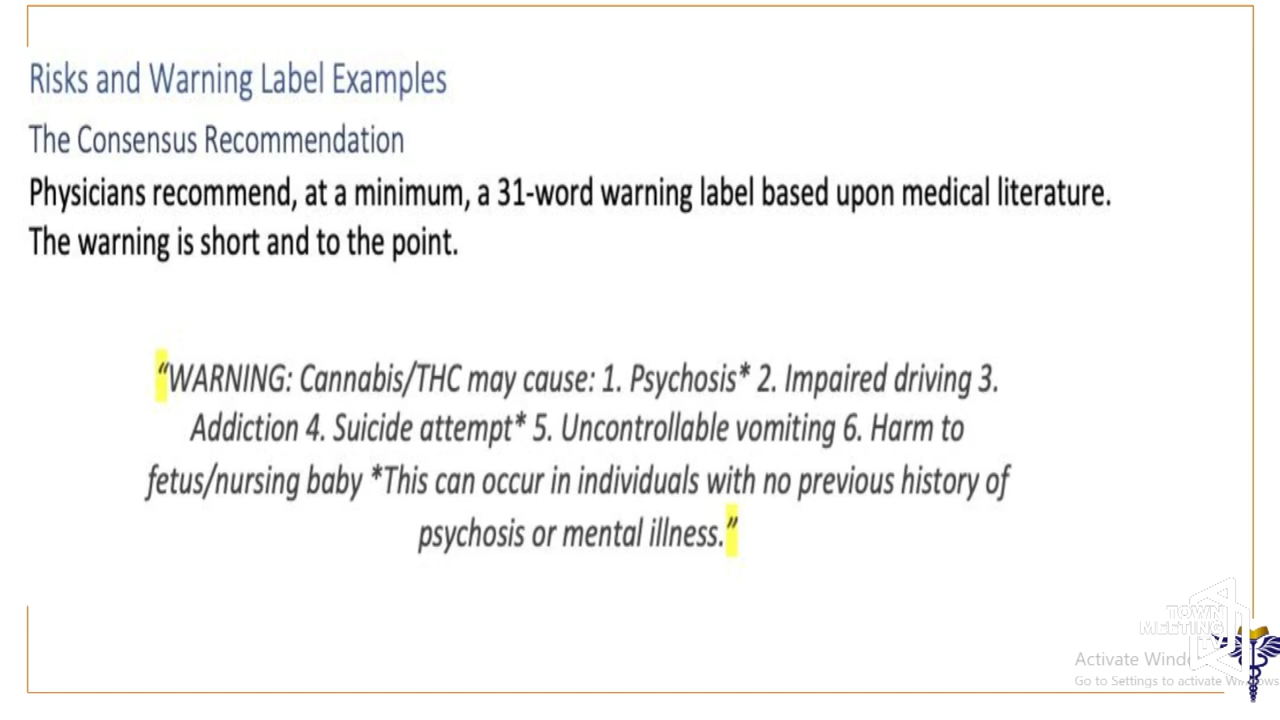 Risks and Warning Label Examples
The Consensus Recommendation
Physicians recommend, at a minimum, a 31-word warning label based upon medical literature.
The warning is short and to the point.
“WARNING: Cannabis/THC may cause: 1. Psychosis* 2. Impaired driving 3.
Addiction 4. Suicide attempt* 5. Uncontrollable vomiting 6. Harm to
fetus/nursing baby *This can occur in individuals with no previous history of
psychosis or mental illness.”
TOWN
MEETING
TV
Activate Windows
Go to Settings to activate Windows